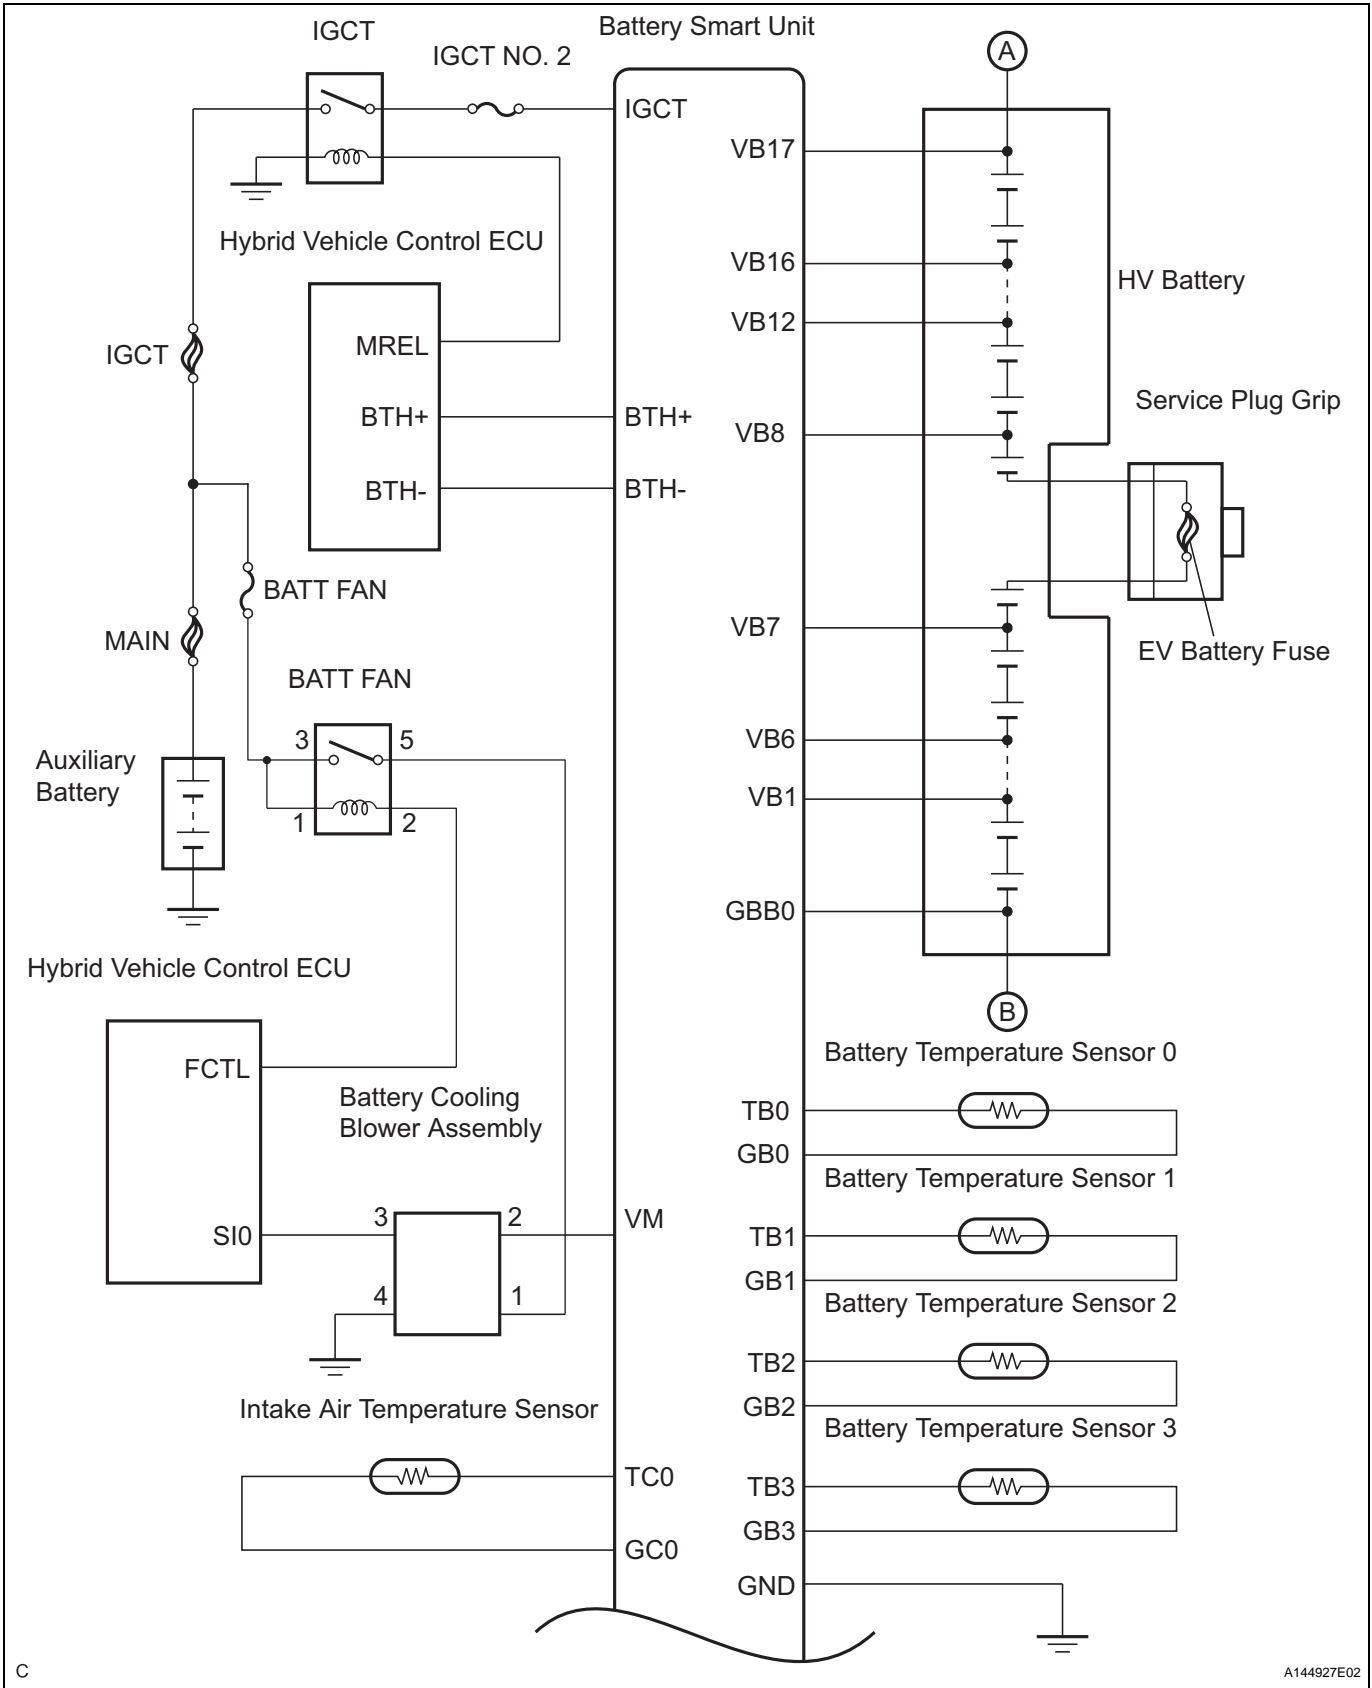 Battery Smart Unit
IGCT
IGCT NO. 2
A
IGCT
VB17
Hybrid Vehicle Control ECU
VB16
HV Battery
VB12
IGCT
MREL
Service Plug Grip
BTH+
BTH+
VB8
BTH-
BTH-
BATT FAN
MAIN
VB7
EV Battery Fuse
BATT FAN
3
5
VB6
Auxiliary
Battery
VB1
1
2
GBB0
Hybrid Vehicle Control ECU
B
Battery Temperature Sensor 0
FCTL
Battery Cooling
Blower Assembly
TB0
GB0
Battery Temperature Sensor 1
3
2
VM
SI0
TB1
GB1
4
1
Battery Temperature Sensor 2
TB2
Intake Air Temperature Sensor
GB2
Battery Temperature Sensor 3
TC0
TB3
GB3
GC0
GND
C
A144927E02